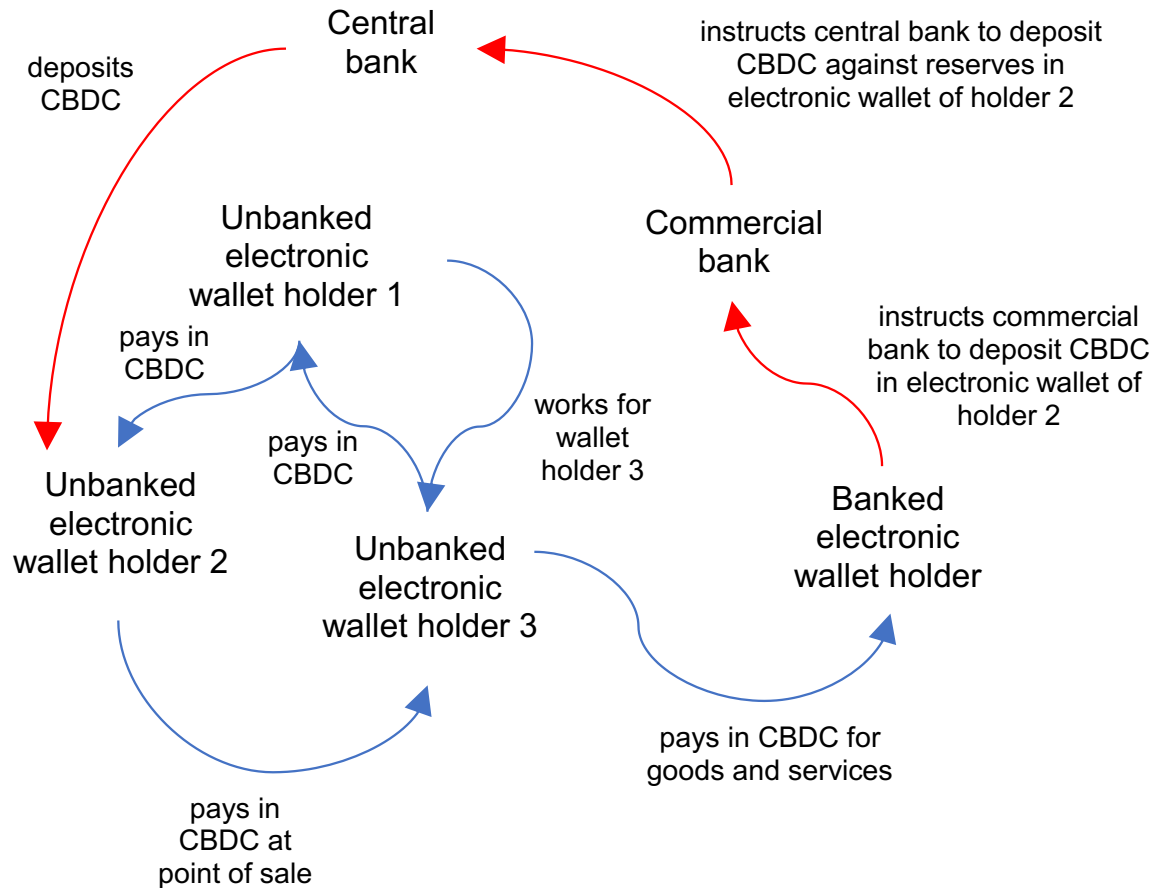 Central
bank
instructs central bank to deposit
CBDC against reserves in
electronic wallet of holder 2
deposits
CBDC
Unbanked
electronic
wallet holder 1
Commercial
bank
pays in
CBDC
instructs commercial
bank to deposit CBDC
in electronic wallet of
holder 2
works for
wallet
holder 3
pays in
CBDC
Unbanked
electronic
wallet holder 2
Unbanked
electronic
wallet holder 3
Banked
electronic
wallet holder
pays in CBDC for
goods and services
pays in
CBDC at
point of sale